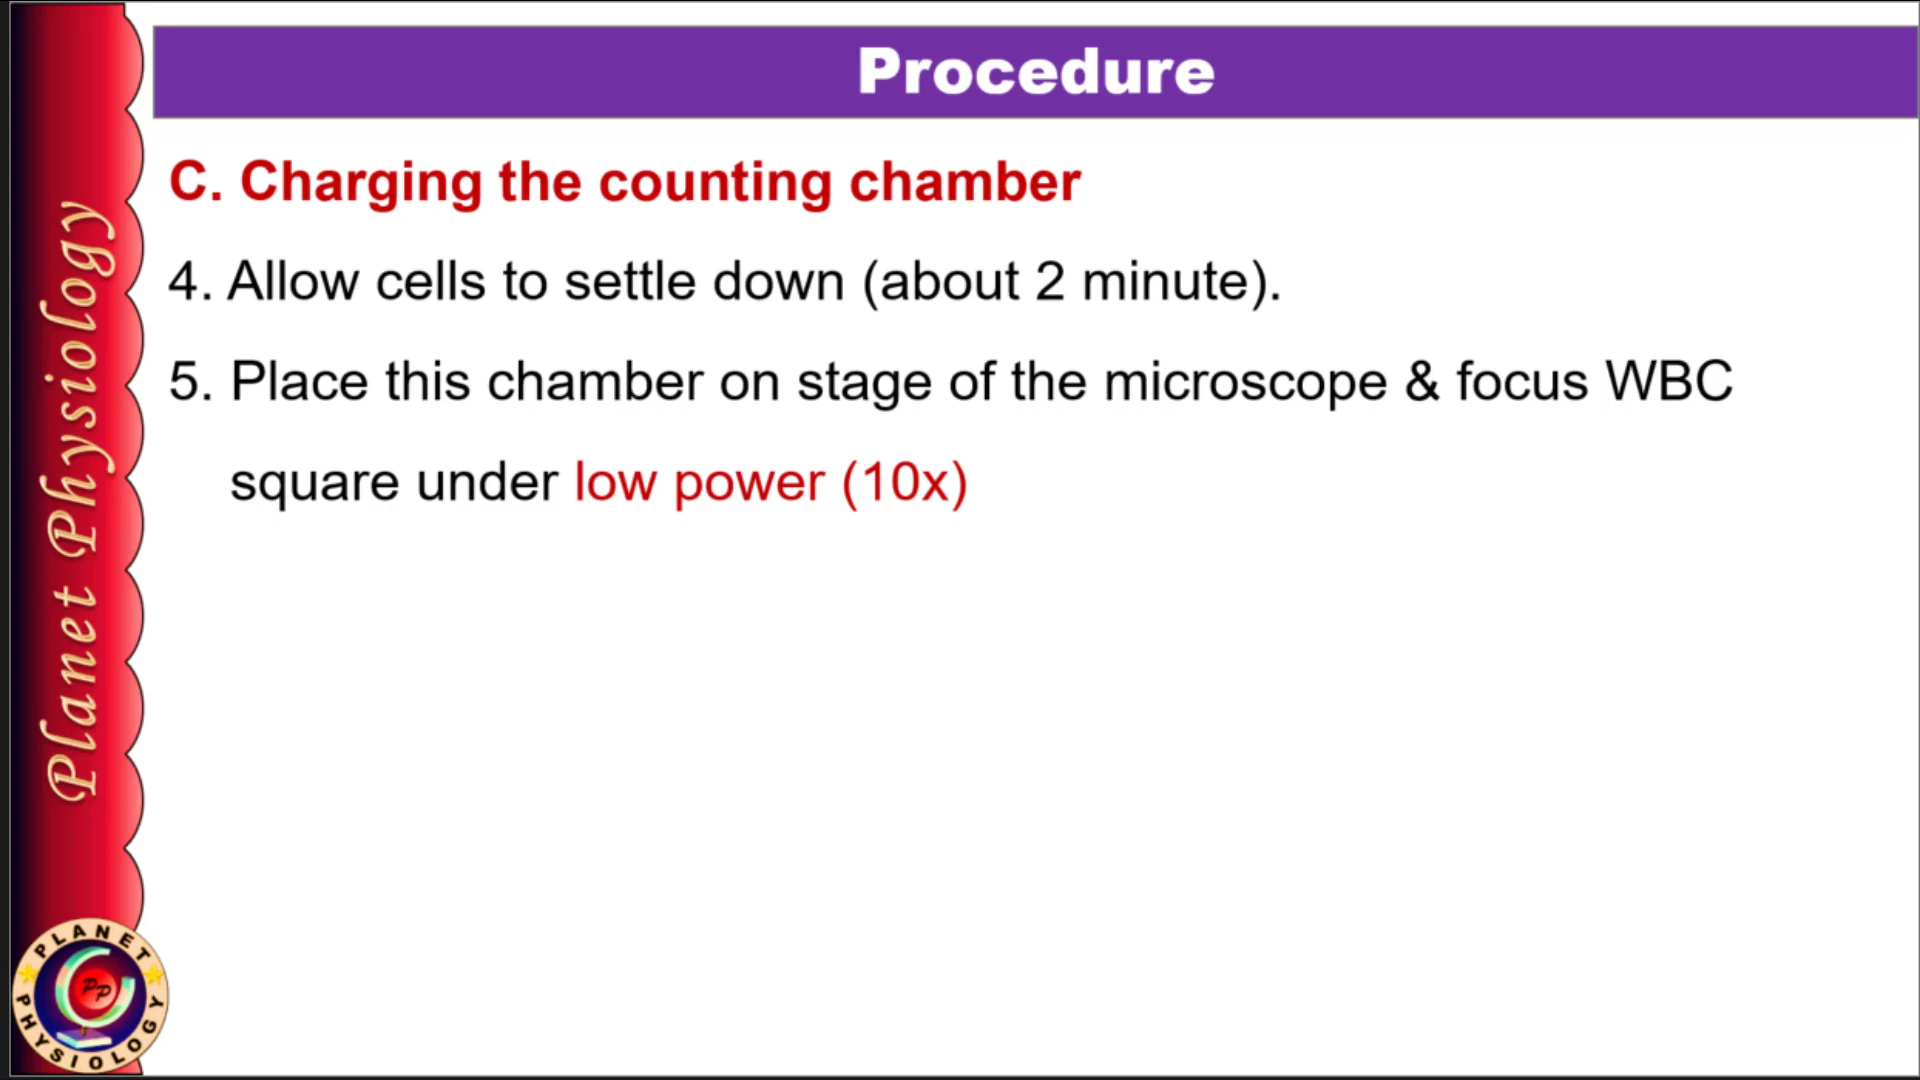 Procedure
C. Charging the counting chamber
4. Allow cells to settle down (about 2 minute).
5. Place this chamber on stage of the microscope & focus WBC
square under low power (10x)
Planet Physiology
PLANET
PP
PHYSIOLOGY